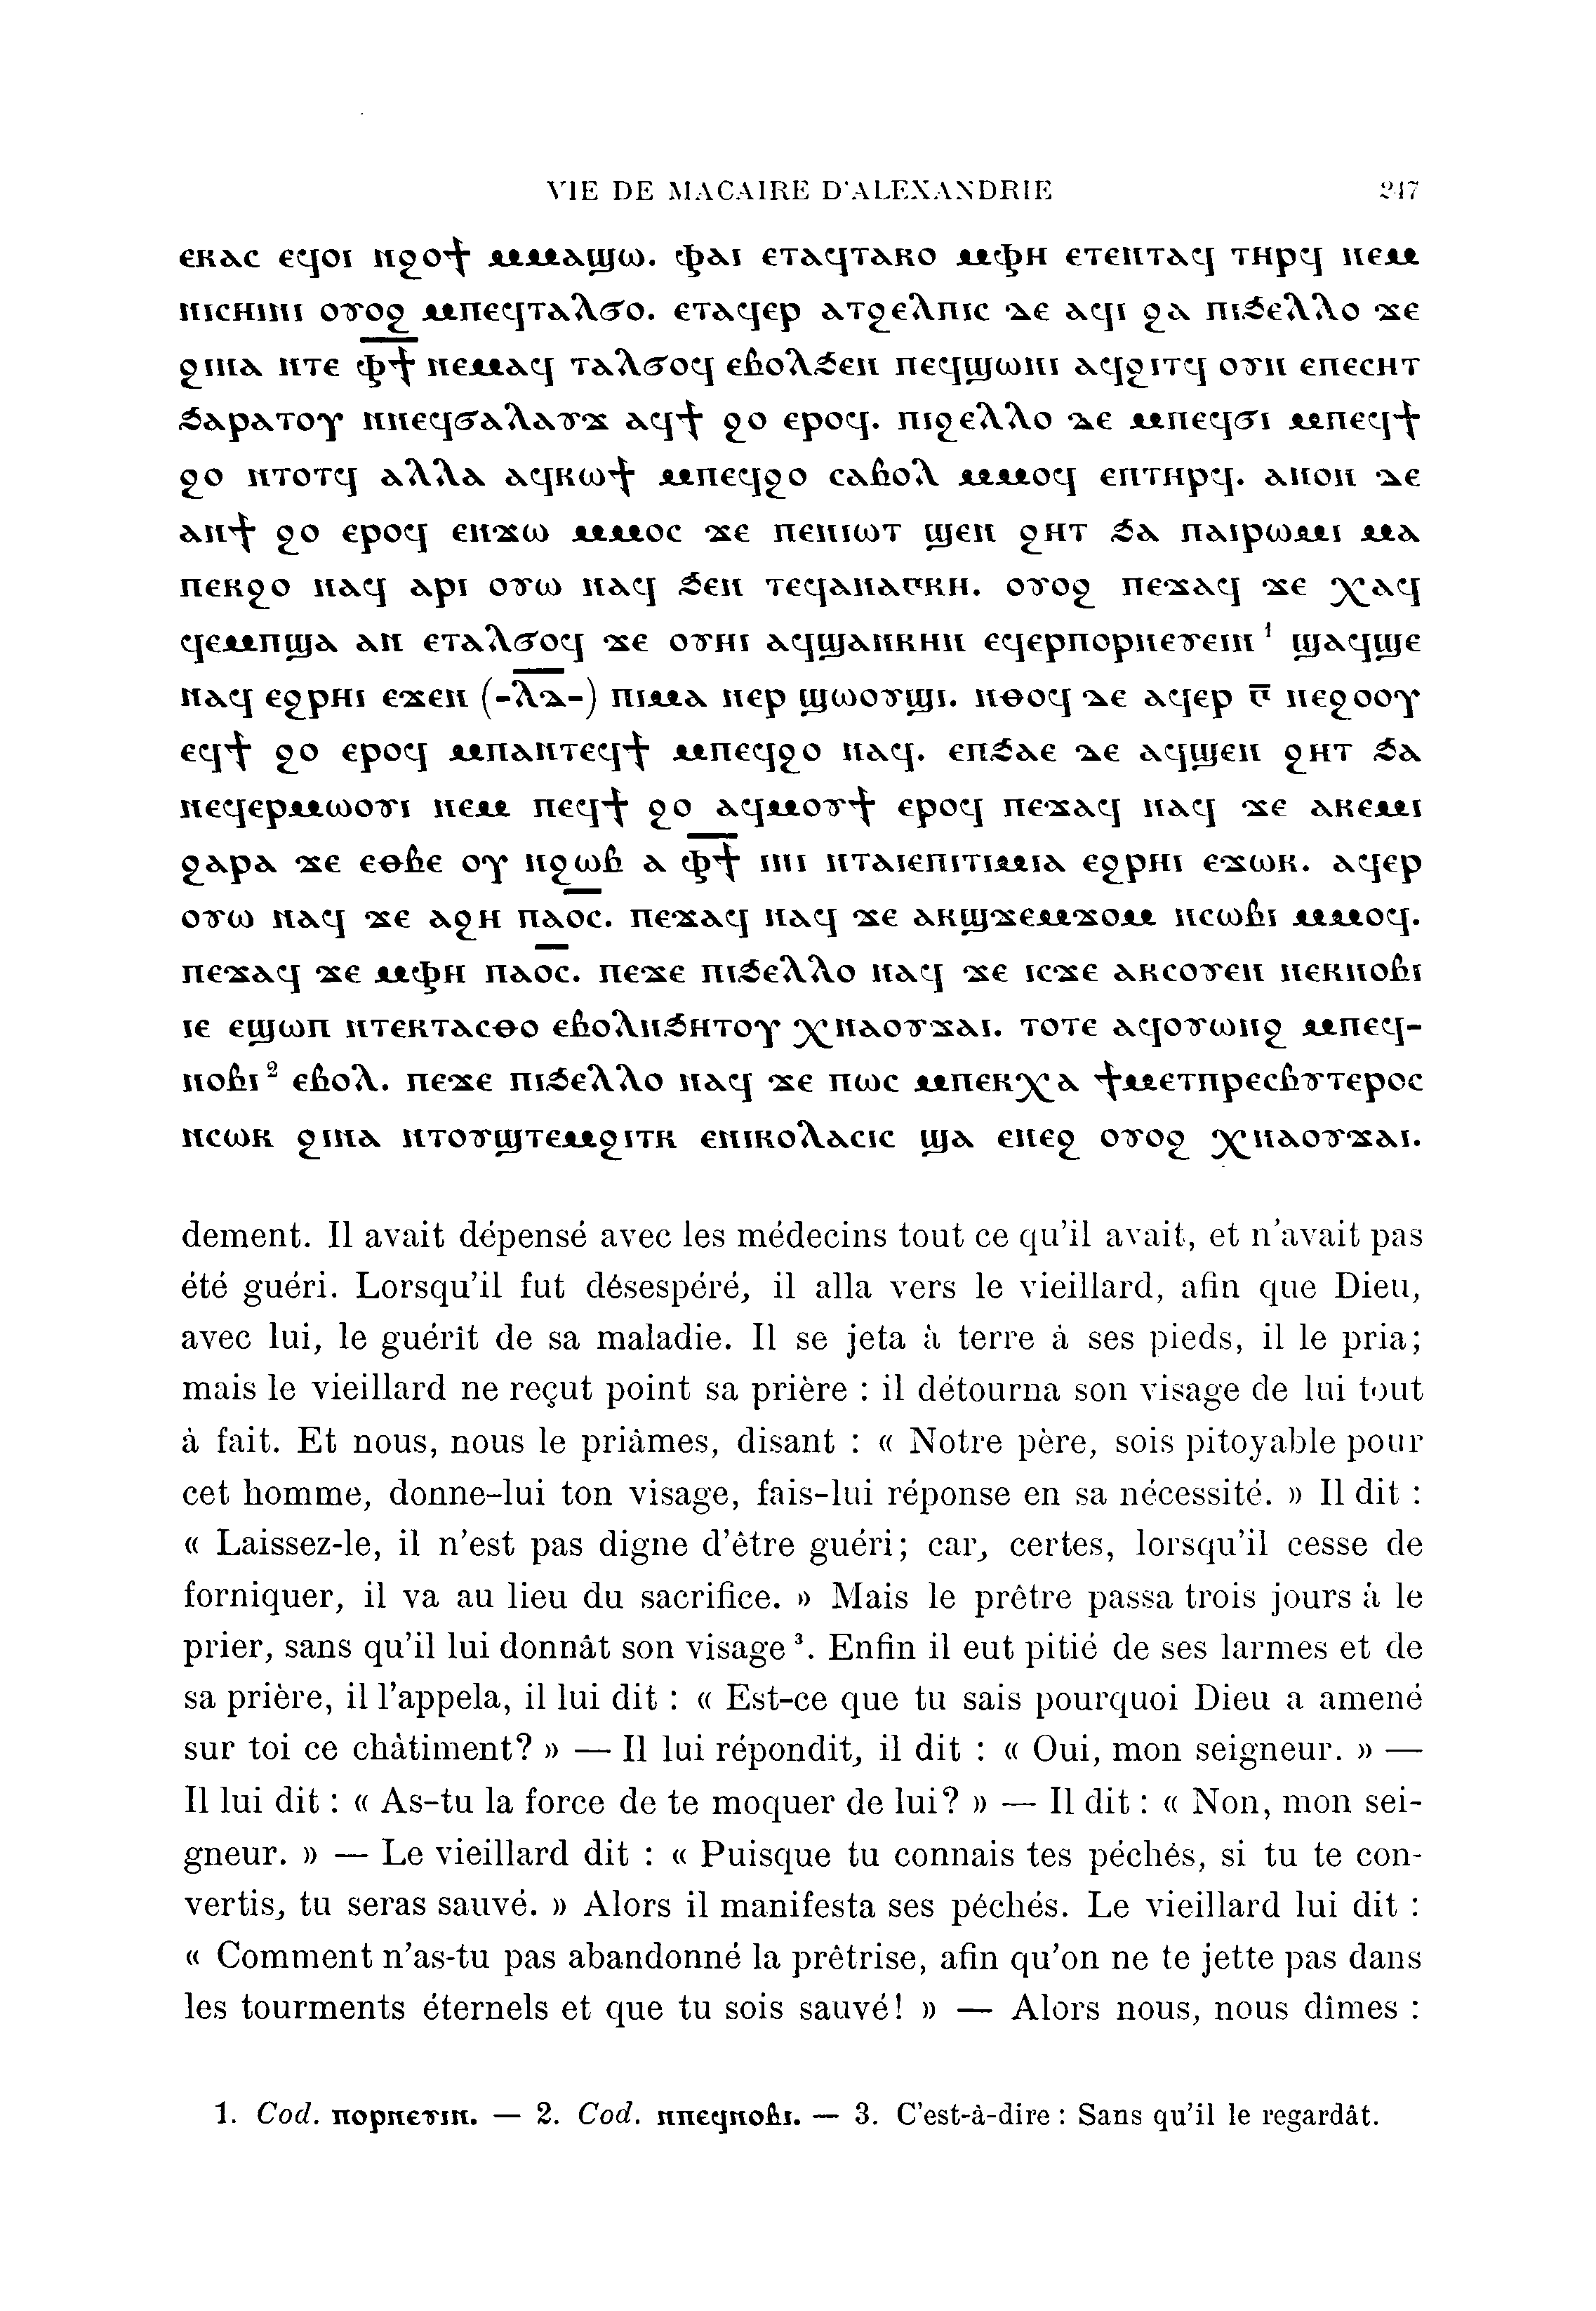 VIE DE MACAIRE D'ALEXANDRIE 247
ⲉⲕⲁⲥ ⲉϥⲟⲓ ⲛϩⲟϯ ⲙⲙⲁϣⲱ. ⲫⲁⲓ ⲉⲧⲁϥⲧⲁⲕⲟ ⲙⲫⲏ ⲉⲧⲉⲛⲧⲁϥ ⲧⲏⲣϥ ⲛⲉⲙ
ⲛⲓⲥⲏⲓⲛⲓ ⲟⲩⲟϩ ⲙⲡⲉϥⲧⲁⲗϭⲟ. ⲉⲧⲁϥⲉⲣ ⲁⲧϩⲉⲗⲡⲓⲥ ⲇⲉ ⲁϥⲓ ϩⲁ ⲡⲓϧⲉⲗⲗⲟ ϫⲉ
ϩⲓⲛⲁ ⲛⲧⲉ ⲫ̅ϯ̅ ⲛⲉⲙⲁϥ ⲧⲁⲗϭⲟϥ ⲉⲃⲟⲗϧⲉⲛ ⲡⲉϥϣⲱⲛⲓ ⲁϥϩⲓⲧϥ ⲟⲩⲛ ⲉⲡⲉⲥⲏⲧ
ϧⲁⲣⲁⲧⲟⲩ ⲛⲛⲉϥϭⲁⲗⲁⲩϫ ⲁϥϯ ϩⲟ ⲉⲣⲟϥ. ⲡⲓϩⲉⲗⲗⲟ ⲇⲉ ⲙⲡⲉϥϭⲓ ⲙⲡⲉϥϯ
ϩⲟ ⲛⲧⲟⲧϥ ⲁⲗⲗⲁ ⲁϥⲕⲱϯ ⲙⲡⲉϥϩⲟ ⲥⲁⲃⲟⲗ ⲙⲙⲟϥ ⲉⲡⲧⲏⲣϥ. ⲁⲛⲟⲛ ⲇⲉ
ⲁⲛϯ ϩⲟ ⲉⲣⲟϥ ⲉⲛϫⲱ ⲙⲙⲟⲥ ϫⲉ ⲡⲉⲛⲓⲱⲧ ϣⲉⲛ ϩⲏⲧ ϧⲁ ⲡⲁⲓⲣⲱⲙⲓ ⲙⲁ
ⲡⲉⲕϩⲟ ⲛⲁϥ ⲁⲣⲓ ⲟⲩⲱ ⲛⲁϥ ϧⲉⲛ ⲧⲉϥⲁⲛⲁⲅⲕⲏ. ⲟⲩⲟϩ ⲡⲉϫⲁϥ ϫⲉ ⲭⲁϥ
ϥⲉⲙⲡϣⲁ ⲁⲛ ⲉⲧⲁⲗϭⲟϥ ϫⲉ ⲟⲩⲏⲓ ⲁϥϣⲁⲛⲕⲏⲛ ⲉϥⲉⲣⲡⲟⲣⲛⲉⲩⲉⲓⲛ¹ ϣⲁϥϣⲉ
ⲛⲁϥ ⲉϩⲣⲏⲓ ⲉϫⲉⲛ (-ⲗ̅ⲇ̅-) ⲡⲓⲙⲁ ⲛⲉⲣ ϣⲱⲟⲩϣⲓ. ⲛⲑⲟϥ ⲇⲉ ⲁϥⲉⲣ ⲅ̅ ⲛⲉϩⲟⲟⲩ
ⲉϥϯ ϩⲟ ⲉⲣⲟϥ ⲙⲡⲁⲛⲧⲉϥϯ ⲙⲡⲉϥϩⲟ ⲛⲁϥ. ⲉⲡϧⲁⲉ ⲇⲉ ⲁϥϣⲉⲛ ϩⲏⲧ ϧⲁ
ⲛⲉϥⲉⲣⲙⲱⲟⲩⲓ ⲛⲉⲙ ⲡⲉϥϯ ϩⲟ ⲁϥⲙⲟⲩϯ ⲉⲣⲟϥ ⲡⲉϫⲁϥ ⲛⲁϥ ϫⲉ ⲁⲕⲉⲙⲓ
ϩⲁⲣⲁ ϫⲉ ⲉⲑⲃⲉ ⲟⲩ ⲛϩⲱⲃ ⲁ ⲫ̅ϯ̅ ⲓⲛⲓ ⲛⲧⲁⲓⲉⲡⲓⲧⲓⲙⲓⲁ ⲉϩⲣⲏⲓ ⲉϫⲱⲕ. ⲁϥⲉⲣ
ⲟⲩⲱ ⲛⲁϥ ϫⲉ ⲁϩⲏ ⲡⲁⲟ̅ⲥ̅. ⲡⲉϫⲁϥ ⲛⲁϥ ϫⲉ ⲁⲕϣϫⲉⲙϫⲟⲙ ⲛⲥⲱⲃⲓ ⲙⲙⲟϥ.
ⲡⲉϫⲁϥ ϫⲉ ⲙⲫⲏ ⲡⲁⲟ̅ⲥ̅. ⲡⲉϫⲉ ⲡⲓϧⲉⲗⲗⲟ ⲛⲁϥ ϫⲉ ⲓⲥϫⲉ ⲁⲕⲥⲟⲩⲉⲛ ⲛⲉⲕⲛⲟⲃⲓ
ⲓⲉ ⲉϣⲱⲡ ⲛⲧⲉⲕⲧⲁⲥⲑⲟ ⲉⲃⲟⲗⲛϧⲏⲧⲟⲩ ⲭⲛⲁⲟⲩϫⲁⲓ. ⲧⲟⲧⲉ ⲁϥⲟⲩⲱⲛϩ ⲙⲡⲉϥ-
ⲛⲟⲃⲓ² ⲉⲃⲟⲗ. ⲡⲉϫⲉ ⲡⲓϧⲉⲗⲗⲟ ⲛⲁϥ ϫⲉ ⲡⲱⲥ ⲙⲡⲉⲕⲭⲁ ϯⲙⲉⲧⲡⲣⲉⲥⲃⲩⲧⲉⲣⲟⲥ
ⲛⲥⲱⲕ ϩⲓⲛⲁ ⲛⲧⲟⲩϣⲧⲉⲙϩⲓⲧⲕ ⲉⲛⲓⲕⲟⲗⲁⲥⲓⲥ ϣⲁ ⲉⲛⲉϩ ⲟⲩⲟϩ ⲭⲛⲁⲟⲩϫⲁⲓ.
dement. Il avait dépensé avec les médecins tout ce qu'il avait, et n'avait pas
été guéri. Lorsqu'il fut désespéré, il alla vers le vieillard, afin que Dieu,
avec lui, le guérît de sa maladie. Il se jeta à terre à ses pieds, il le pria;
mais le vieillard ne reçut point sa prière : il détourna son visage de lui tout
à fait. Et nous, nous le priâmes, disant : « Notre père, sois pitoyable pour
cet homme, donne-lui ton visage, fais-lui réponse en sa nécessité. » Il dit :
« Laissez-le, il n'est pas digne d'être guéri; car, certes, lorsqu'il cesse de
forniquer, il va au lieu du sacrifice. » Mais le prêtre passa trois jours à le
prier, sans qu'il lui donnât son visage ³. Enfin il eut pitié de ses larmes et de
sa prière, il l'appela, il lui dit : « Est-ce que tu sais pourquoi Dieu a amené
sur toi ce châtiment? » — Il lui répondit, il dit : « Oui, mon seigneur. » —
Il lui dit : « As-tu la force de te moquer de lui? » — Il dit : « Non, mon sei-
gneur. » — Le vieillard dit : « Puisque tu connais tes péchés, si tu te con-
vertis, tu seras sauvé. » Alors il manifesta ses péchés. Le vieillard lui dit :
« Comment n'as-tu pas abandonné la prêtrise, afin qu'on ne te jette pas dans
les tourments éternels et que tu sois sauvé! » — Alors nous, nous dîmes :
1. Cod. ⲡⲟⲣⲛⲉⲩⲓⲛ. — 2. Cod. ⲛⲛⲉϥⲛⲟⲃⲓ. — 3. C'est-à-dire : Sans qu'il le regardât.